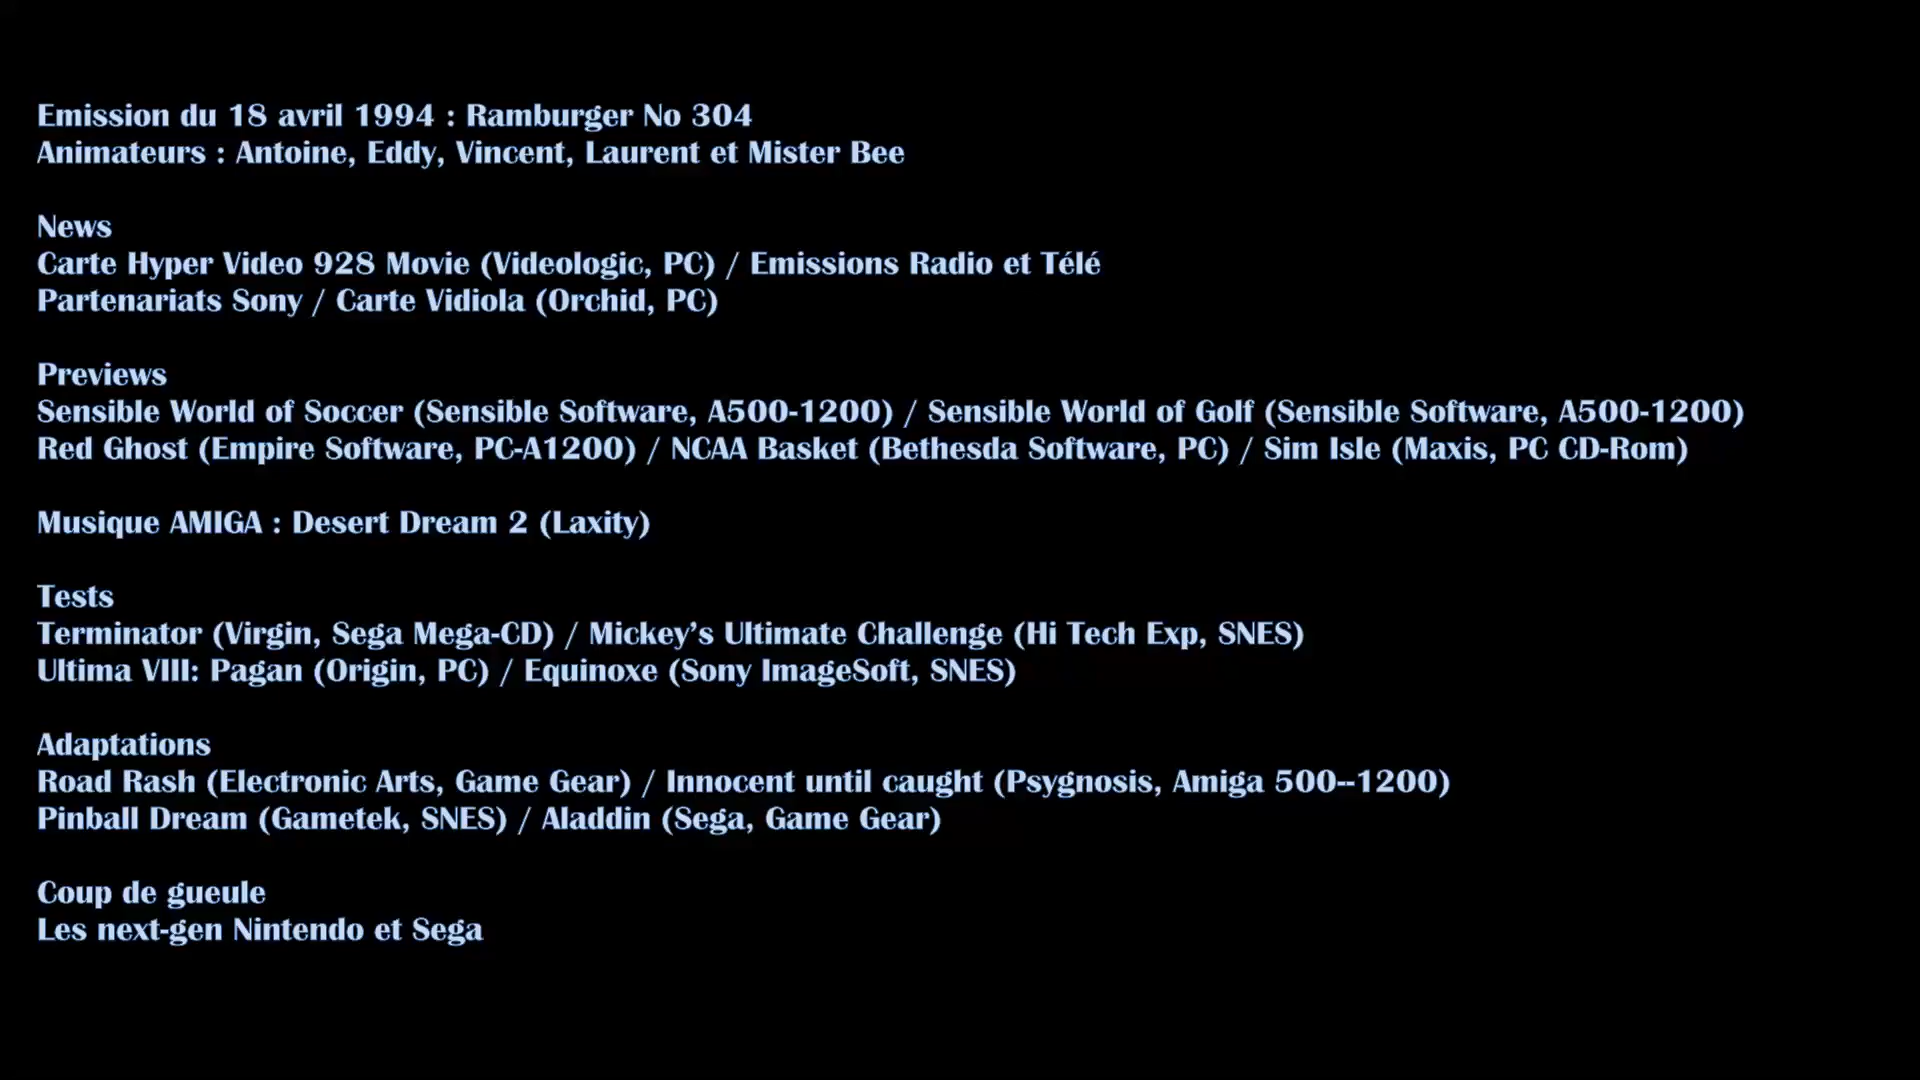 Emission du 18 avril 1994 : Ramburger No 304
Animateurs : Antoine, Eddy, Vincent, Laurent et Mister Bee
News
Carte Hyper Video 928 Movie (Videologic, PC) / Emissions Radio et Télé
Partenariats Sony / Carte Vidiola (Orchid, PC)
Previews
Sensible World of Soccer (Sensible Software, A500-1200) / Sensible World of Golf (Sensible Software, A500-1200)
Red Ghost (Empire Software, PC-A1200) / NCAA Basket (Bethesda Software, PC) / Sim Isle (Maxis, PC CD-Rom)
Musique AMIGA : Desert Dream 2 (Laxity)
Tests
Terminator (Virgin, Sega Mega-CD) / Mickey’s Ultimate Challenge (Hi Tech Exp, SNES)
Ultima VIII: Pagan (Origin, PC) / Equinoxe (Sony ImageSoft, SNES)
Adaptations
Road Rash (Electronic Arts, Game Gear) / Innocent until caught (Psygnosis, Amiga 500--1200)
Pinball Dream (Gametek, SNES) / Aladdin (Sega, Game Gear)
Coup de gueule
Les next-gen Nintendo et Sega